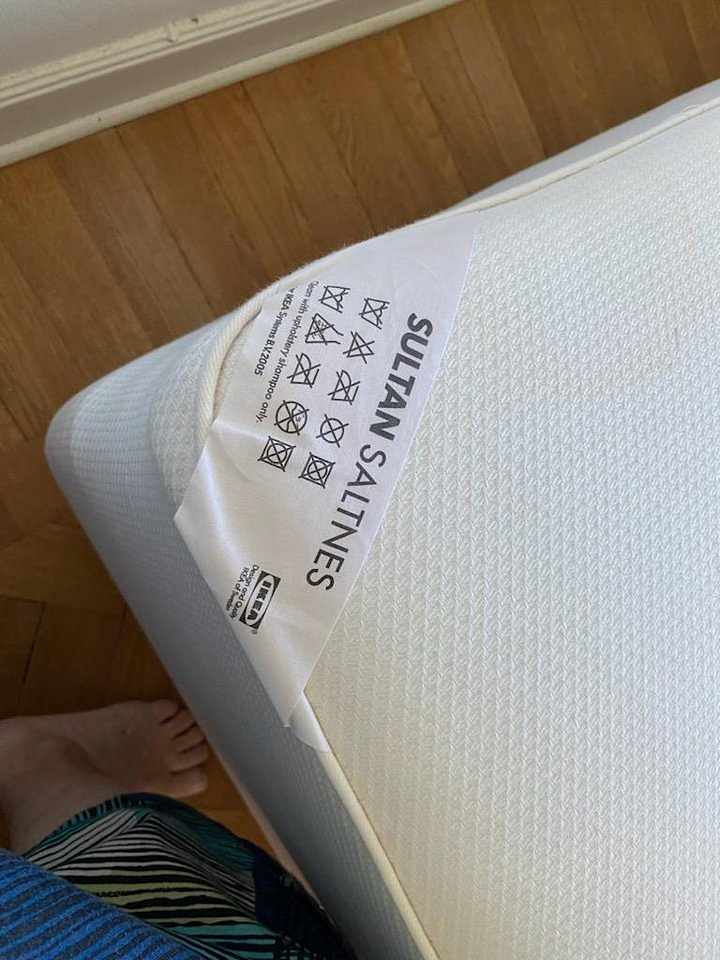 SULTAN SALTNES
Clean with upholstery shampoo only.
IKEA Systems B.V. 2005
IKEA®
Design and Quality
IKEA of Sweden